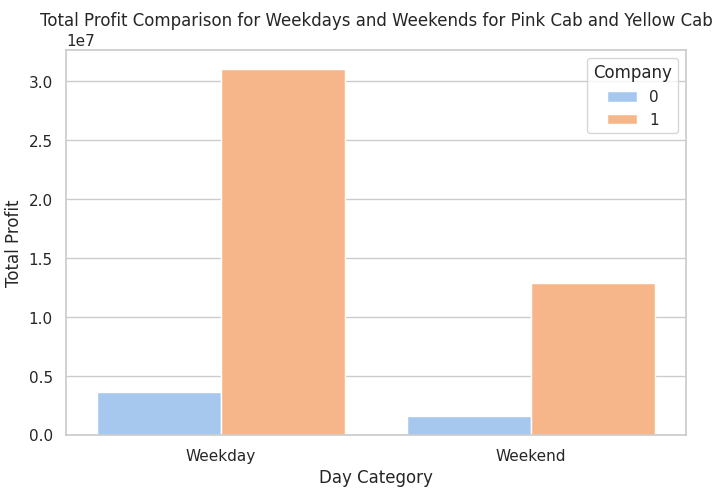 Total Profit Comparison for Weekdays and Weekends for Pink Cab and Yellow Cab
1e7
Company
0
1
3.0
2.5
2.0
1.5
1.0
0.5
0.0
Total Profit
Weekday
Weekend
Day Category